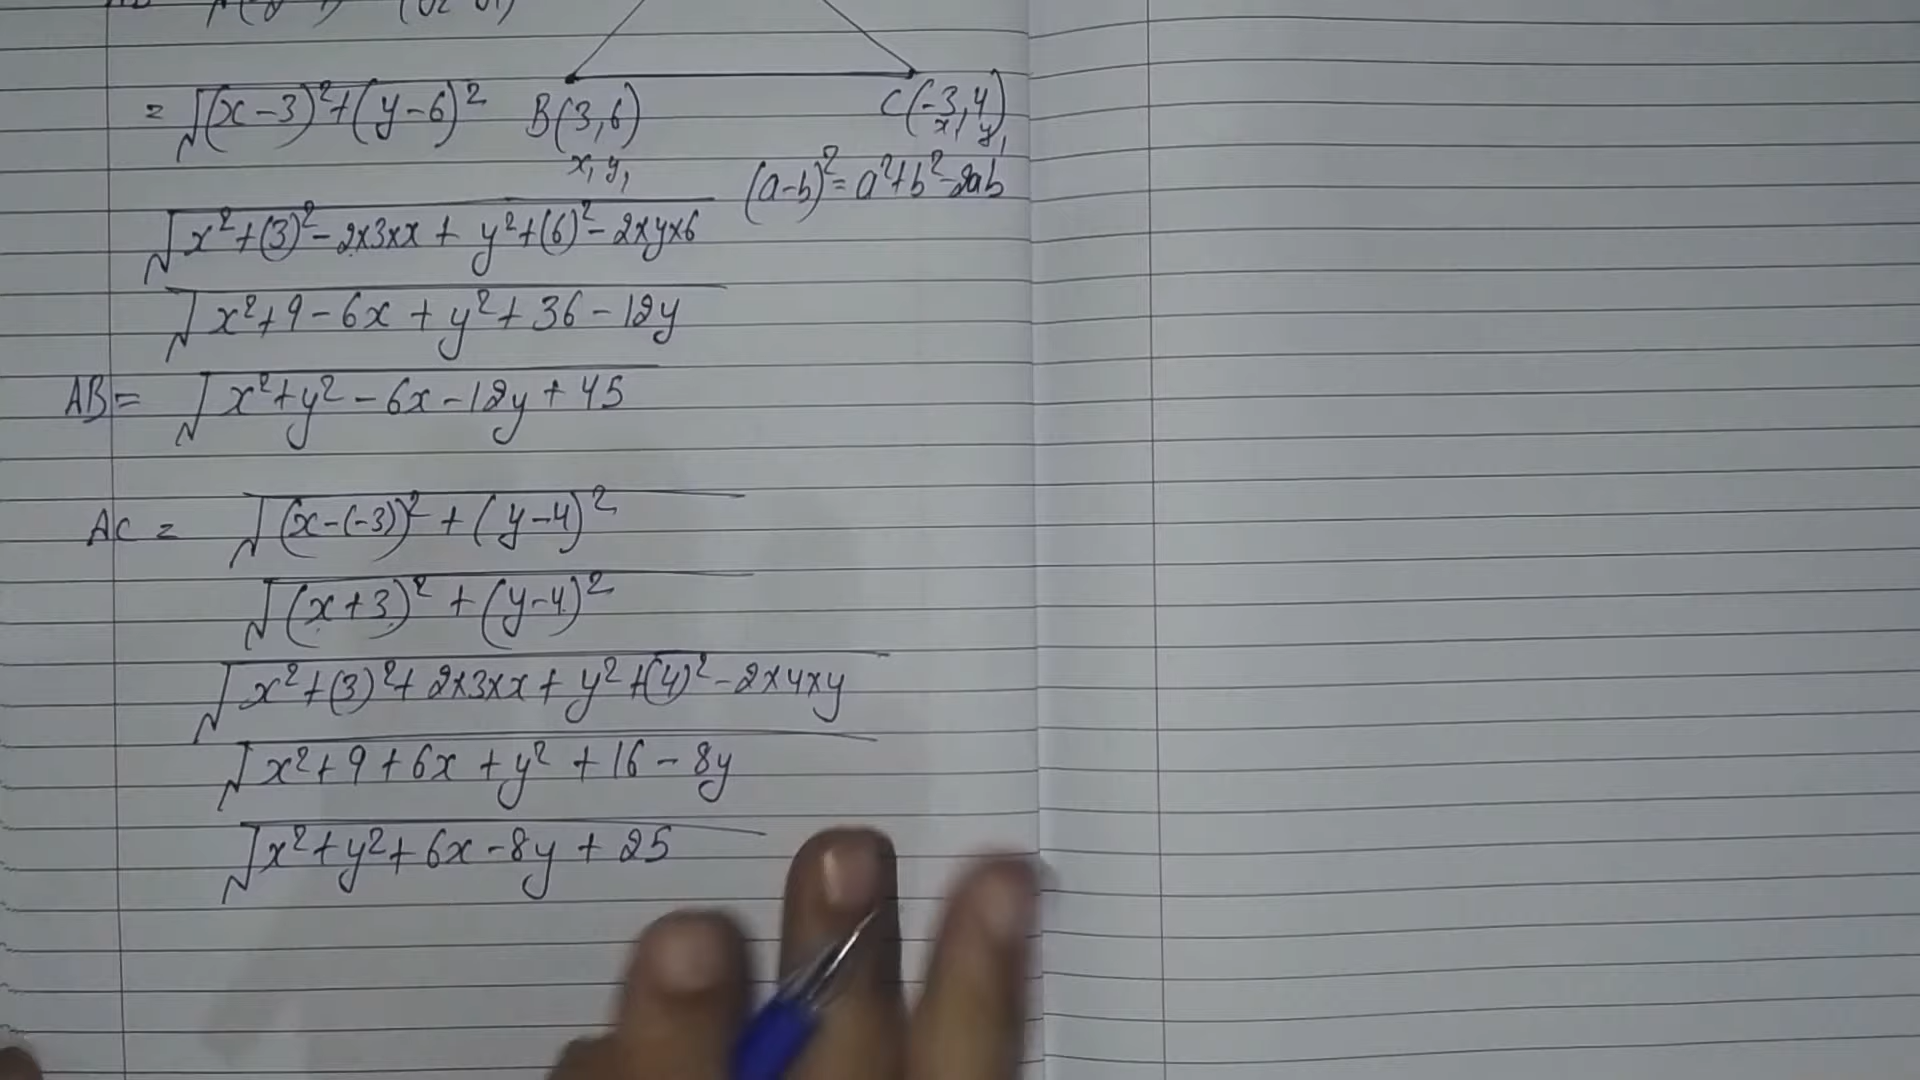 = √(x-3)²+(y-6)² B(3,6) C(-3,4)
x₁ y₁ x₁ y₁
(a-b)²= a²+b²-2ab
√x²+(3)²-2×3×x + y²+(6)²-2×y×6
√x²+9-6x+y²+36-12y
AB= √x²+y²-6x-12y+45
AC = √(x-(-3))²+(y-4)²
√(x+3)²+(y-4)²
√x²+(3)²+2×3×x+y²+(4)²-2×4×y
√x²+9+6x+y²+16-8y
√x²+y²+6x-8y+25